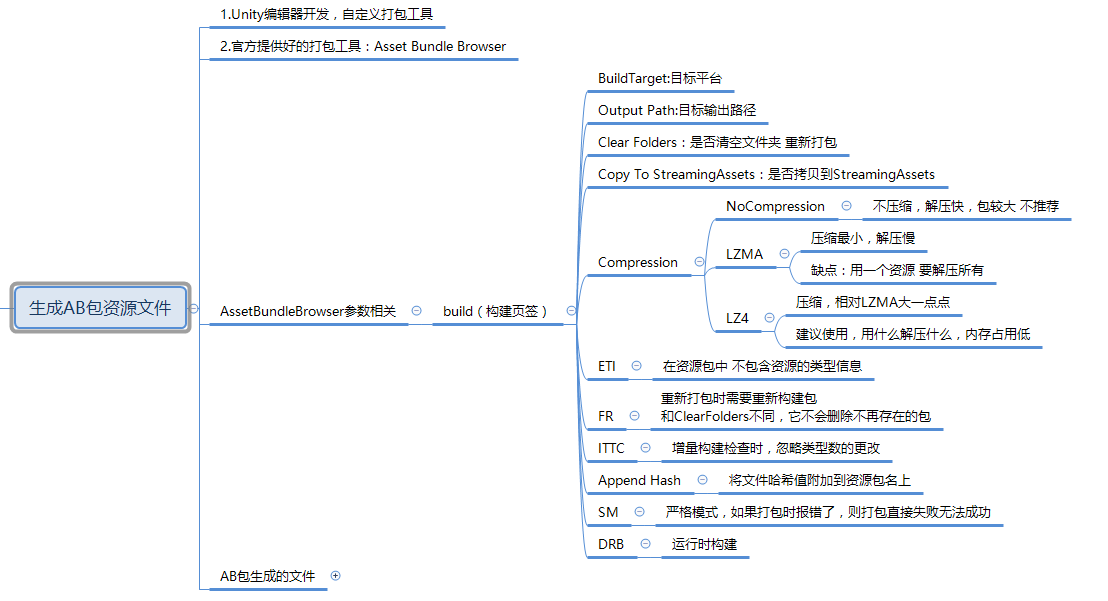 1.Unity编辑器开发，自定义打包工具
2.官方提供好的打包工具：Asset Bundle Browser
生成AB包资源文件
AssetBundleBrowser参数相关
build（构建页签）
BuildTarget:目标平台
Output Path:目标输出路径
Clear Folders：是否清空文件夹 重新打包
Copy To StreamingAssets：是否拷贝到StreamingAssets
Compression
NoCompression
不压缩，解压快，包较大 不推荐
LZMA
压缩最小，解压慢
缺点：用一个资源 要解压所有
LZ4
压缩，相对LZMA大一点点
建议使用，用什么解压什么，内存占用低
ETI
在资源包中 不包含资源的类型信息
FR
重新打包时需要重新构建包
和ClearFolders不同，它不会删除不再存在的包
ITTC
增量构建检查时，忽略类型数的更改
Append Hash
将文件哈希值附加到资源包名上
SM
严格模式，如果打包时报错了，则打包直接失败无法成功
DRB
运行时构建
AB包生成的文件